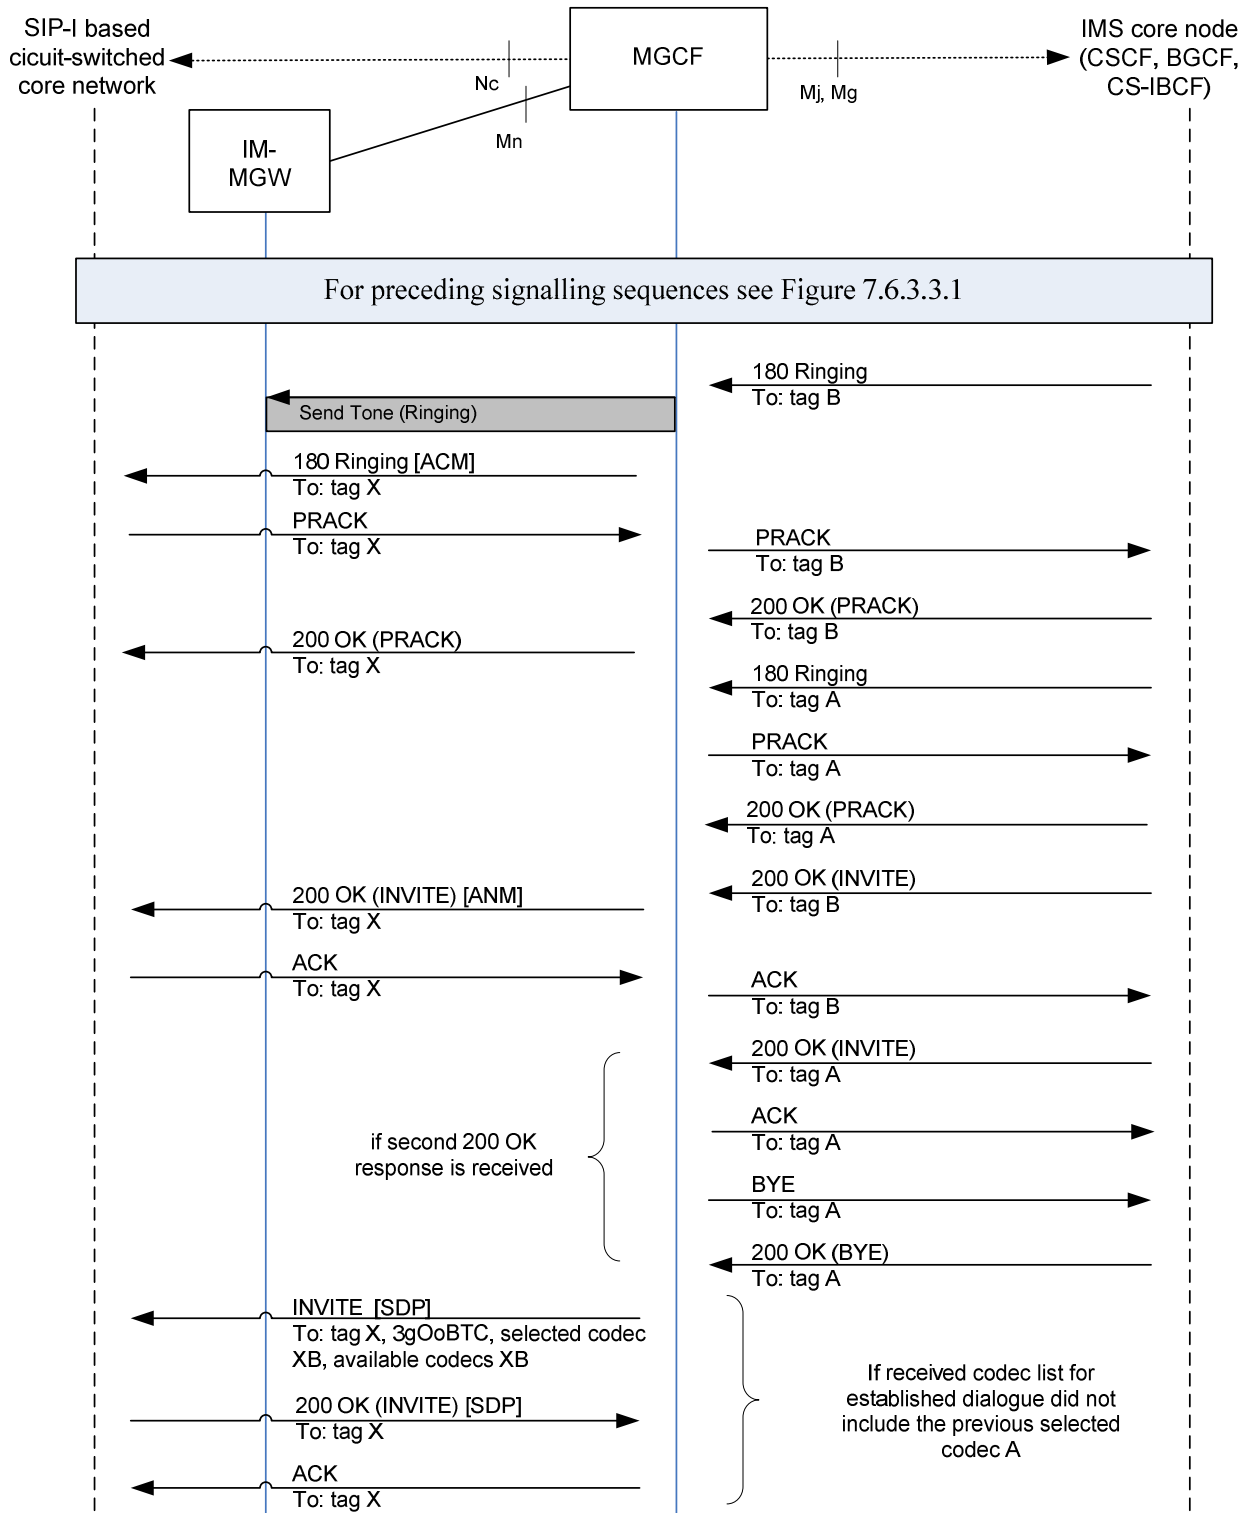 SIP-I based
cicuit-switched
core network
MGCF
IMS core node
(CSCF, BGCF,
CS-IBCF)
Nc
Mj, Mg
Mn
IM-
MGW
For preceding signalling sequences see Figure 7.6.3.3.1
180 Ringing
To: tag B
Send Tone (Ringing)
180 Ringing [ACM]
To: tag X
PRACK
To: tag X
PRACK
To: tag B
200 OK (PRACK)
To: tag B
200 OK (PRACK)
To: tag X
180 Ringing
To: tag A
PRACK
To: tag A
200 OK (PRACK)
To: tag A
200 OK (INVITE)
To: tag B
200 OK (INVITE) [ANM]
To: tag X
ACK
To: tag X
ACK
To: tag B
200 OK (INVITE)
To: tag A
ACK
To: tag A
if second 200 OK
response is received
BYE
To: tag A
200 OK (BYE)
To: tag A
INVITE [SDP]
To: tag X, 3gOoBTC, selected codec
XB, available codecs XB
If received codec list for
established dialogue did not
include the previous selected
codec A
200 OK (INVITE) [SDP]
To: tag X
ACK
To: tag X